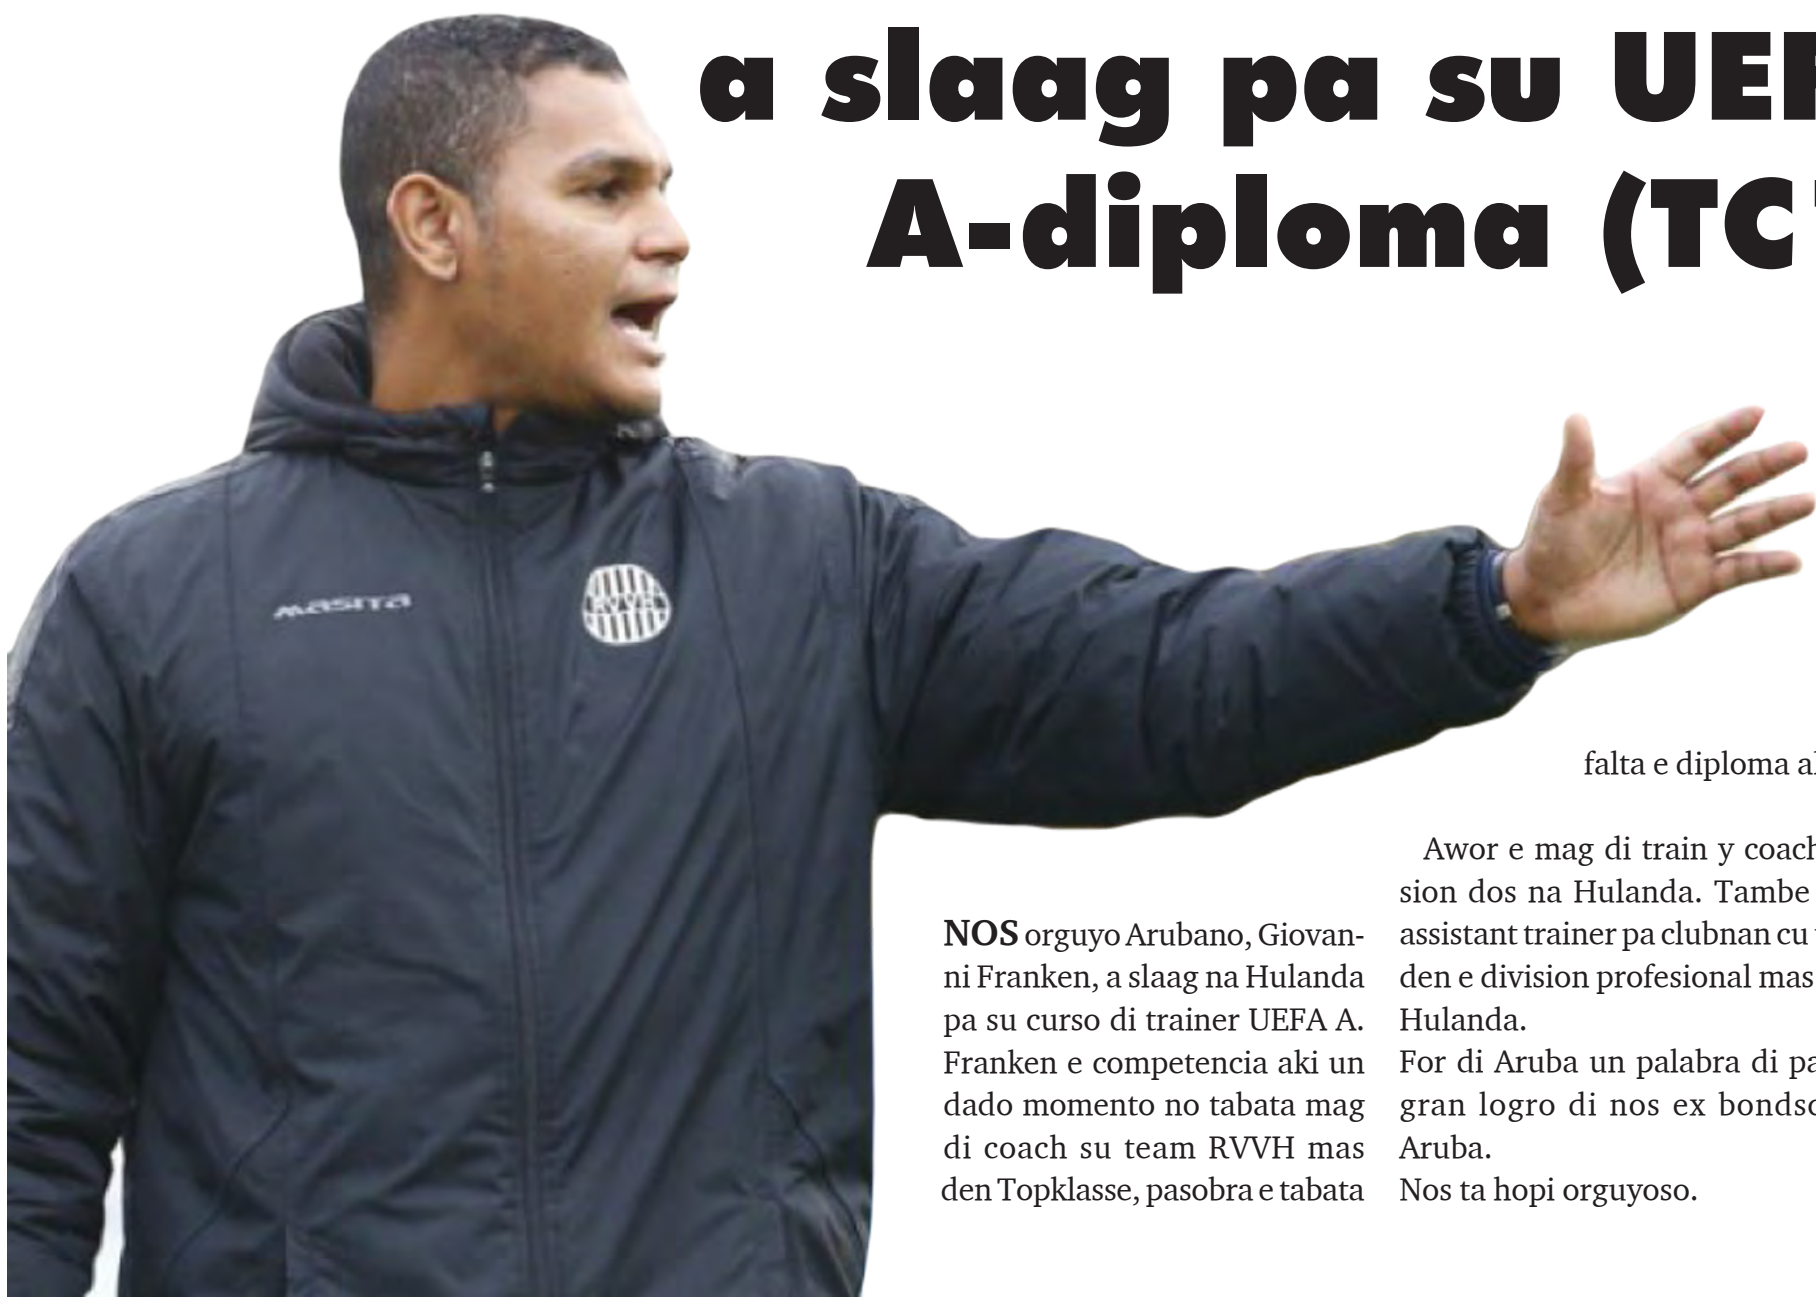 a slaag pa su
A-diploma
masita
RVVH
NOS orguyo Arubano, Giovan-
ni Franken, a slaag na Hulanda
pa su curso di trainer UEFA A.
Franken e competencia aki un
dado momento no tabata mag
di coach su team RVVH mas
den Topklasse, pasobra e tabata
falta e diploma
Awor e mag di train y coach
sion dos na Hulanda. Tambe
assistant trainer pa clubnan cu
den e division profesional mas
Hulanda.
For di Aruba un palabra di
gran logro di nos ex
Aruba.
Nos ta hopi orguyoso.